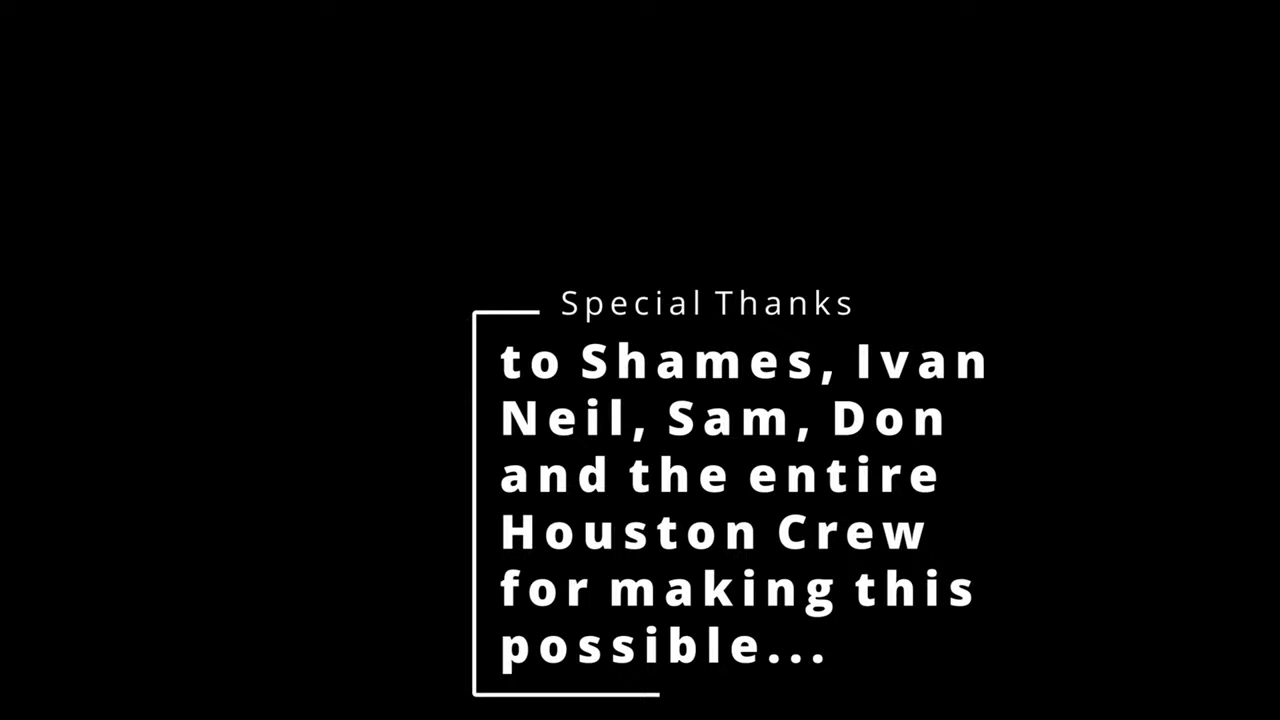 Special Thanks
to Shames, Ivan
Neil, Sam, Don
and the entire
Houston Crew
for making this
possible...